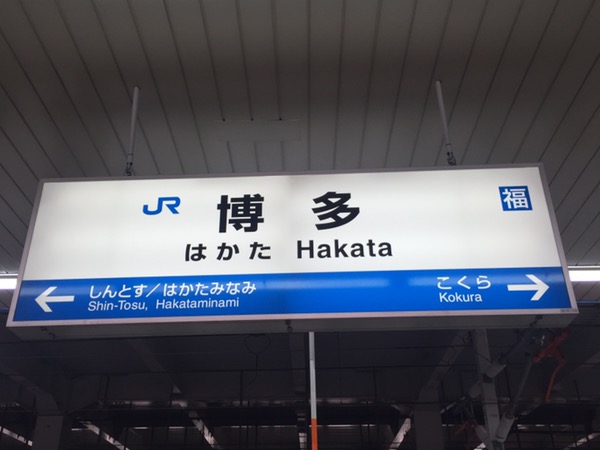 JR 博多 福
はかた Hakata
← しんとす／はかたみなみ
Shin-Tosu, Hakataminami
こくら →
Kokura